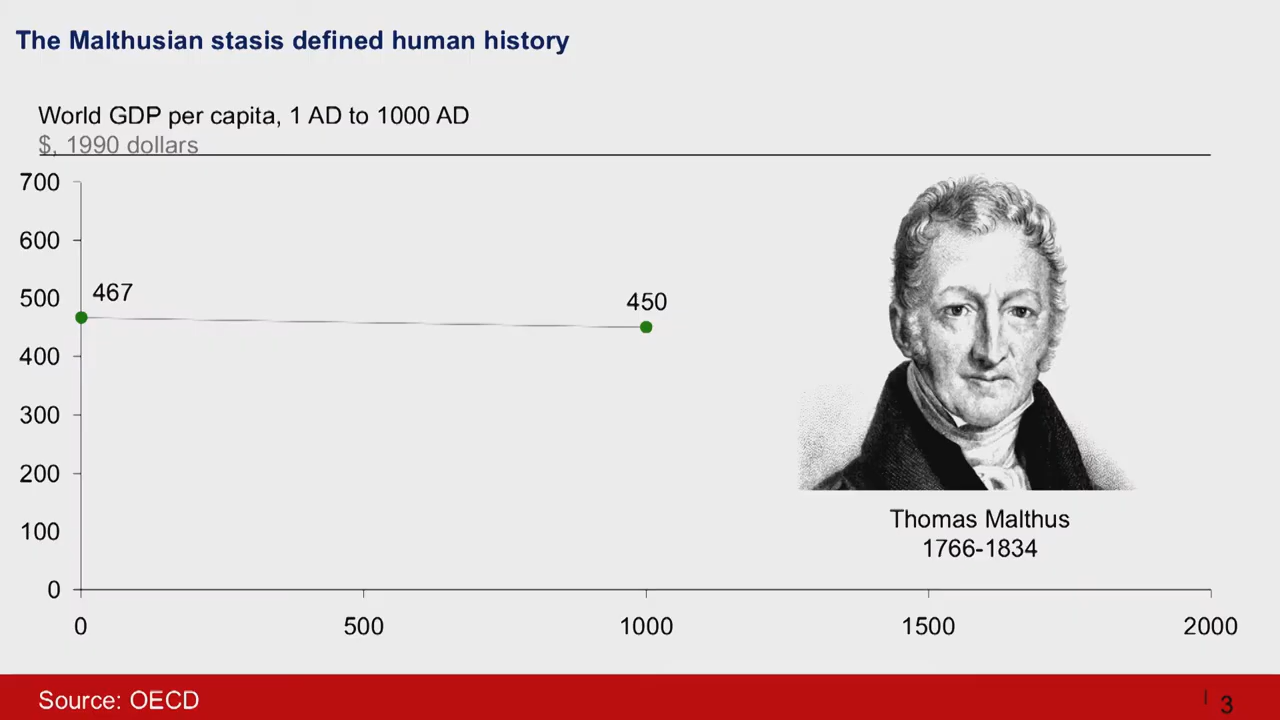 The Malthusian stasis defined human history
World GDP per capita, 1 AD to 1000 AD
$, 1990 dollars
700
600
500
400
300
200
100
0
467
450
0 500 1000 1500 2000
Thomas Malthus
1766-1834
Source: OECD
3